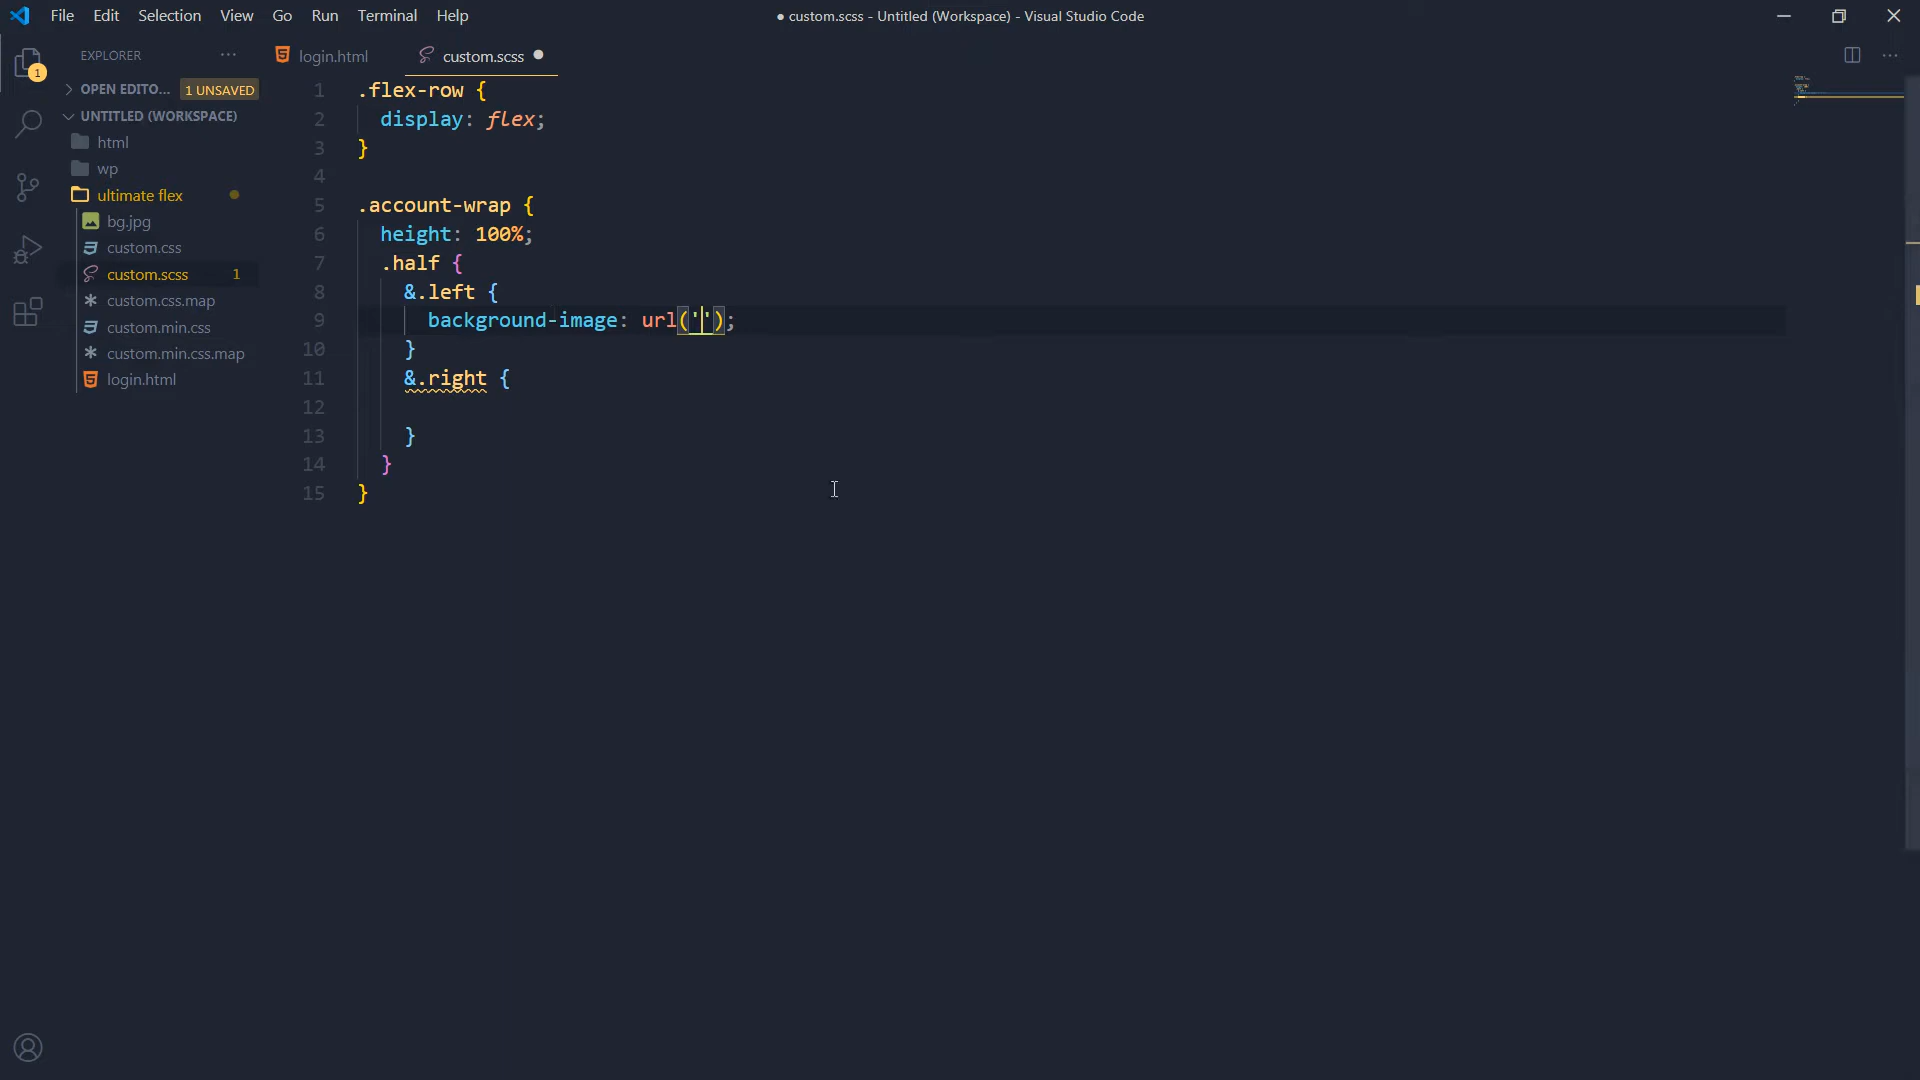 File Edit Selection View Go Run Terminal Help
● custom.scss - Untitled (Workspace) - Visual Studio Code
1
EXPLORER ···
OPEN EDITO... 1 UNSAVED
UNTITLED (WORKSPACE)
html
wp
ultimate flex
bg.jpg
custom.css
custom.scss 1
custom.css.map
custom.min.css
custom.min.css.map
login.html
login.html custom.scss
1 .flex-row {
2 display: flex;
3 }
4
5 .account-wrap {
6 height: 100%;
7 .half {
8 &.left {
9 background-image: url('');
10 }
11 &.right {
12
13 }
14 }
15 }